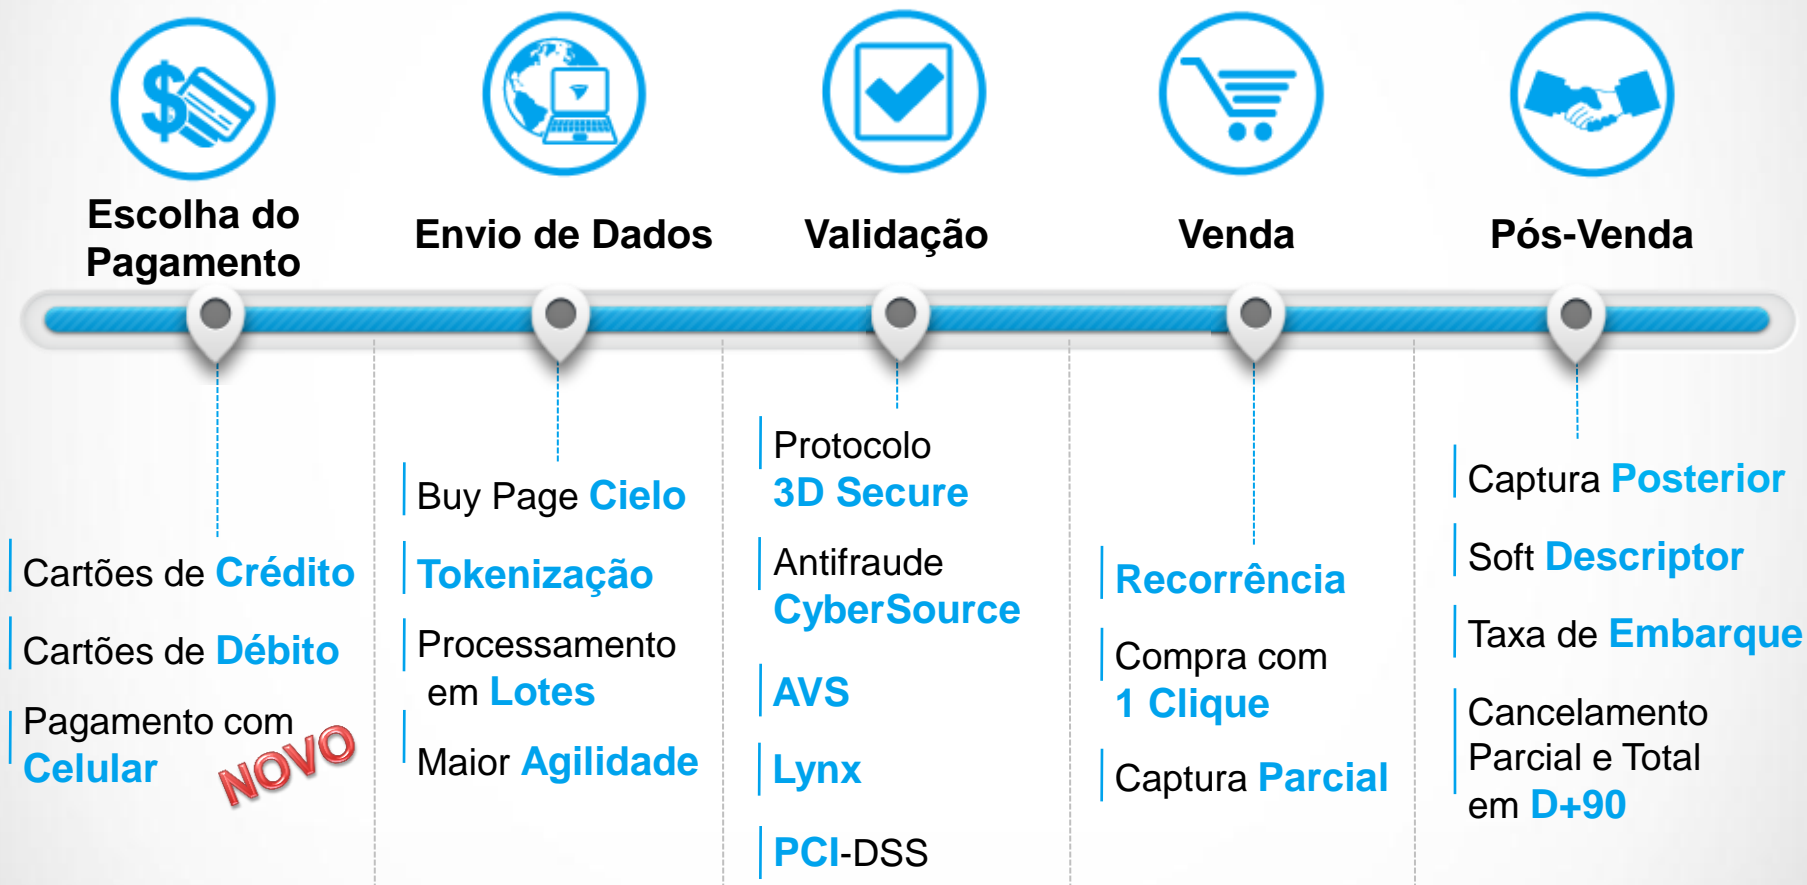 Escolha do
Pagamento
Envio de Dados
Validação
Venda
Pós-Venda
Cartões de Crédito
Cartões de Débito
Pagamento com
Celular
NOVO
Buy Page Cielo
Tokenização
Processamento
em Lotes
Maior Agilidade
Protocolo
3D Secure
Antifraude
CyberSource
AVS
Lynx
PCI-DSS
Recorrência
Compra com
1 Clique
Captura Parcial
Captura Posterior
Soft Descriptor
Taxa de Embarque
Cancelamento
Parcial e Total
em D+90